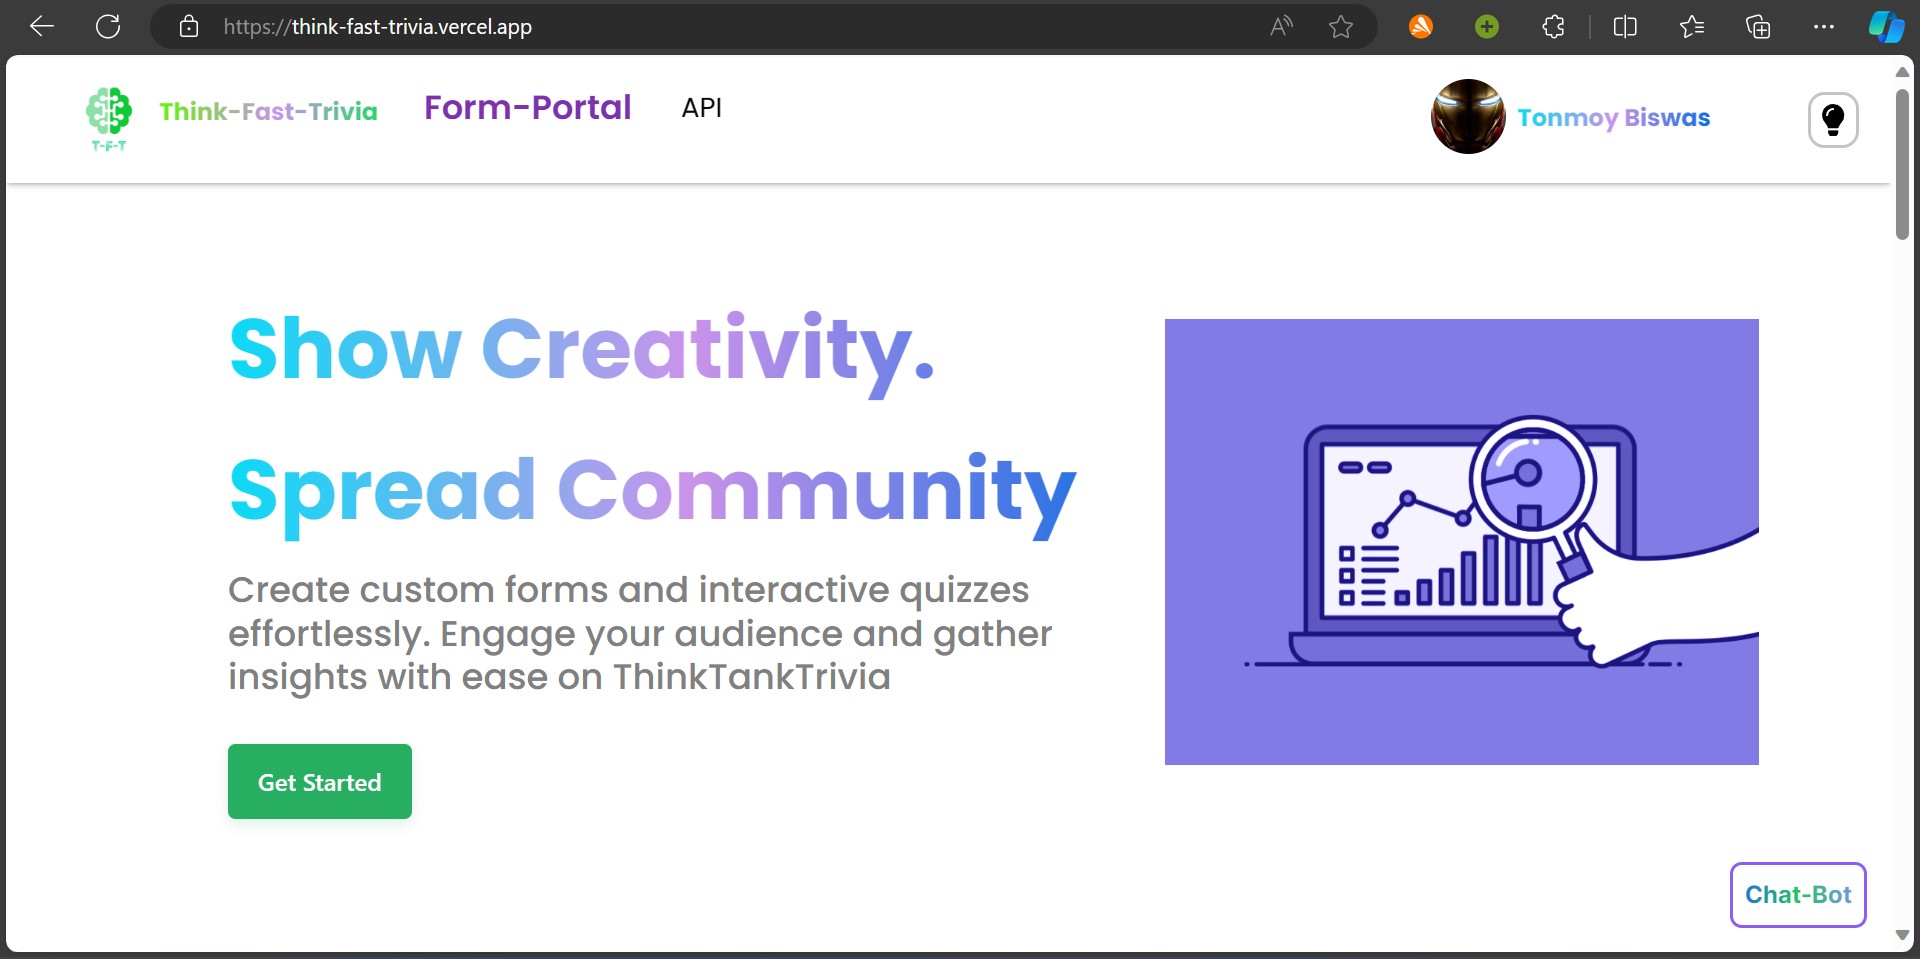 https://think-fast-trivia.vercel.app
Think-Fast-Trivia Form-Portal API Tonmoy Biswas
T-F-T
Show Creativity.
Spread Community
Create custom forms and interactive quizzes
effortlessly. Engage your audience and gather
insights with ease on ThinkTankTrivia
Get Started
Chat-Bot